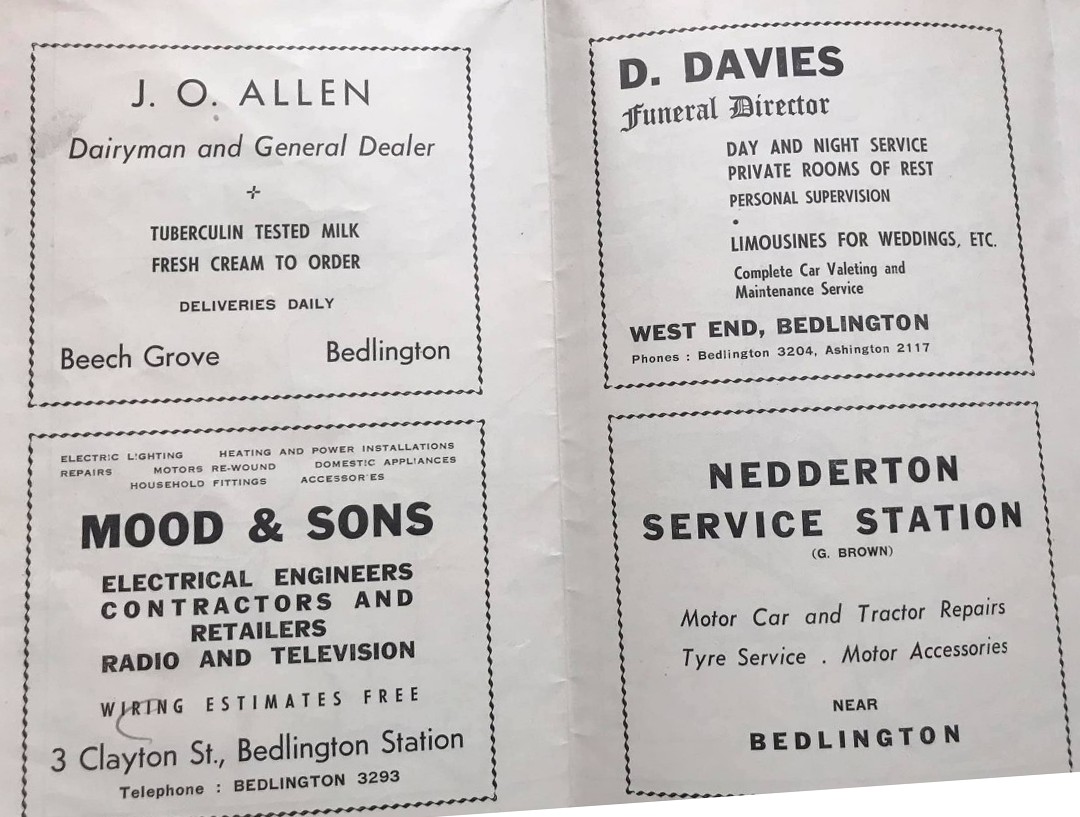 J. O. ALLEN
Dairyman and General Dealer
TUBERCULIN TESTED MILK
FRESH CREAM TO ORDER
DELIVERIES DAILY
Beech Grove Bedlington
ELECTRIC LIGHTING HEATING AND POWER INSTALLATIONS
REPAIRS MOTORS RE-WOUND DOMESTIC APPLIANCES
HOUSEHOLD FITTINGS ACCESSORIES
MOOD & SONS
ELECTRICAL ENGINEERS
CONTRACTORS AND
RETAILERS
RADIO AND TELEVISION
WIRING ESTIMATES FREE
3 Clayton St., Bedlington Station
Telephone : BEDLINGTON 3293
D. DAVIES
Funeral Director
DAY AND NIGHT SERVICE
PRIVATE ROOMS OF REST
PERSONAL SUPERVISION
LIMOUSINES FOR WEDDINGS, ETC.
Complete Car Valeting and
Maintenance Service
WEST END, BEDLINGTON
Phones : Bedlington 3204, Ashington 2117
NEDDERTON
SERVICE STATION
(G. BROWN)
Motor Car and Tractor Repairs
Tyre Service . Motor Accessories
NEAR
BEDLINGTON